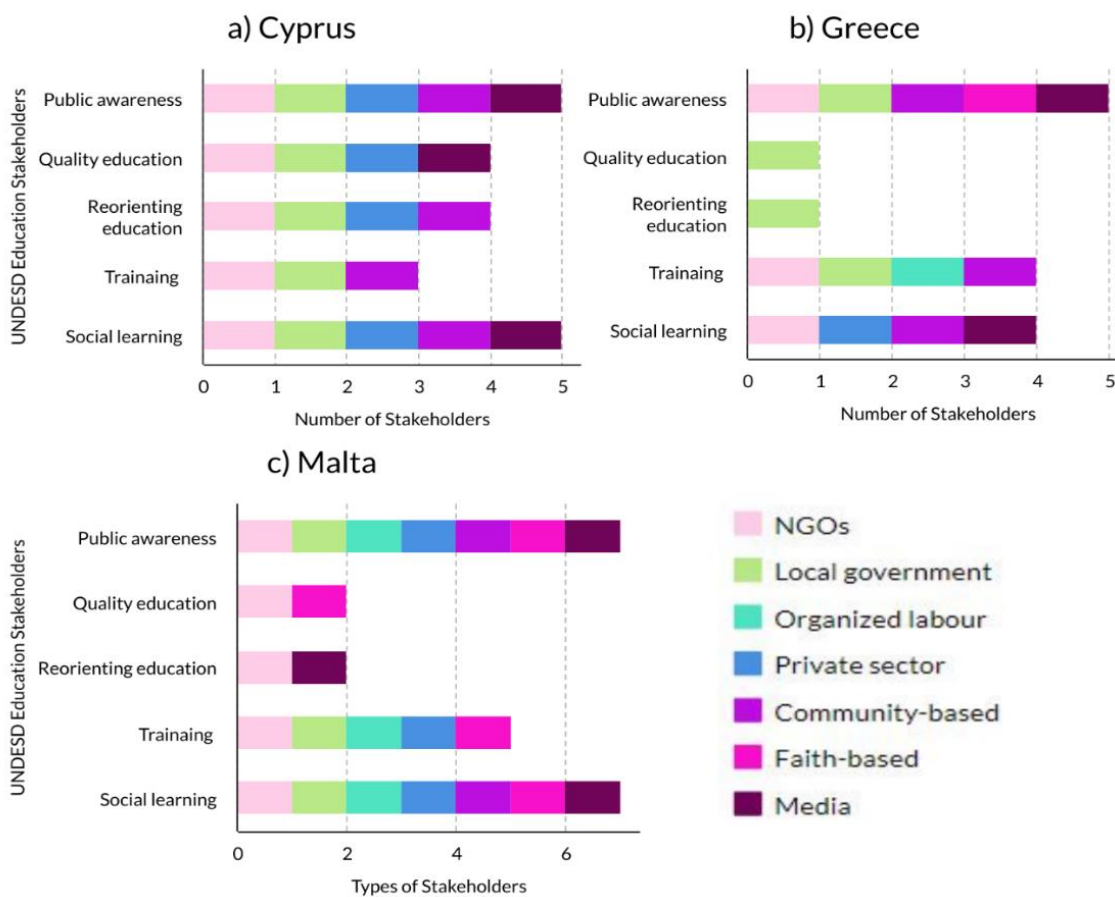 a) Cyprus
UNDESD Education Stakeholders
Public awareness
Quality education
Reorienting
education
Trainaing
Social learning
0 1 2 3 4 5
Number of Stakeholders
b) Greece
Public awareness
Quality education
Reorienting
education
Trainaing
Social learning
0 1 2 3 4 5
Number of Stakeholders
c) Malta
UNDESD Education Stakeholders
Public awareness
Quality education
Reorienting education
Trainaing
Social learning
0 2 4 6
Types of Stakeholders
NGOs
Local government
Organized labour
Private sector
Community-based
Faith-based
Media